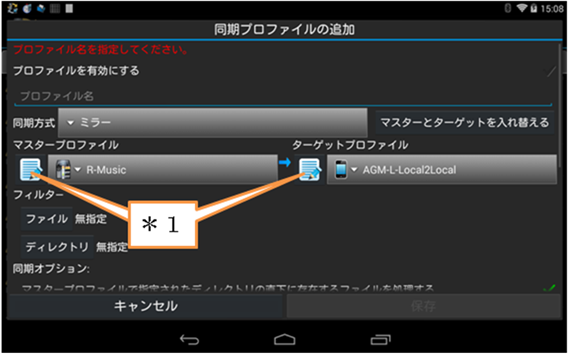 15:08
同期プロファイルの追加
プロファイル名を指定してください。
プロファイルを有効にする
プロファイル名
同期方式 ミラー マスターとターゲットを入れ替える
マスタープロファイル ターゲットプロファイル
R-Music AGM-L-Local2Local
フィルター
ファイル 無指定
＊1
ディレクトリ 無指定
同期オプション:
マスタープロファイルで指定されたディレクトリの直下に存在するファイルを処理する
キャンセル 保存